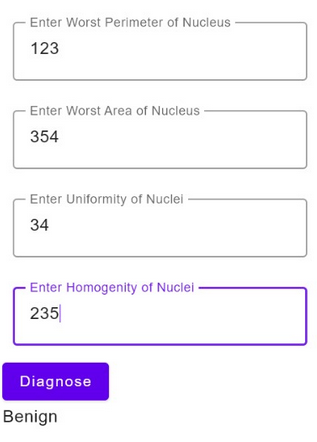 Enter Worst Perimeter of Nucleus
123
Enter Worst Area of Nucleus
354
Enter Uniformity of Nuclei
34
Enter Homogenity of Nuclei
235
Diagnose
Benign